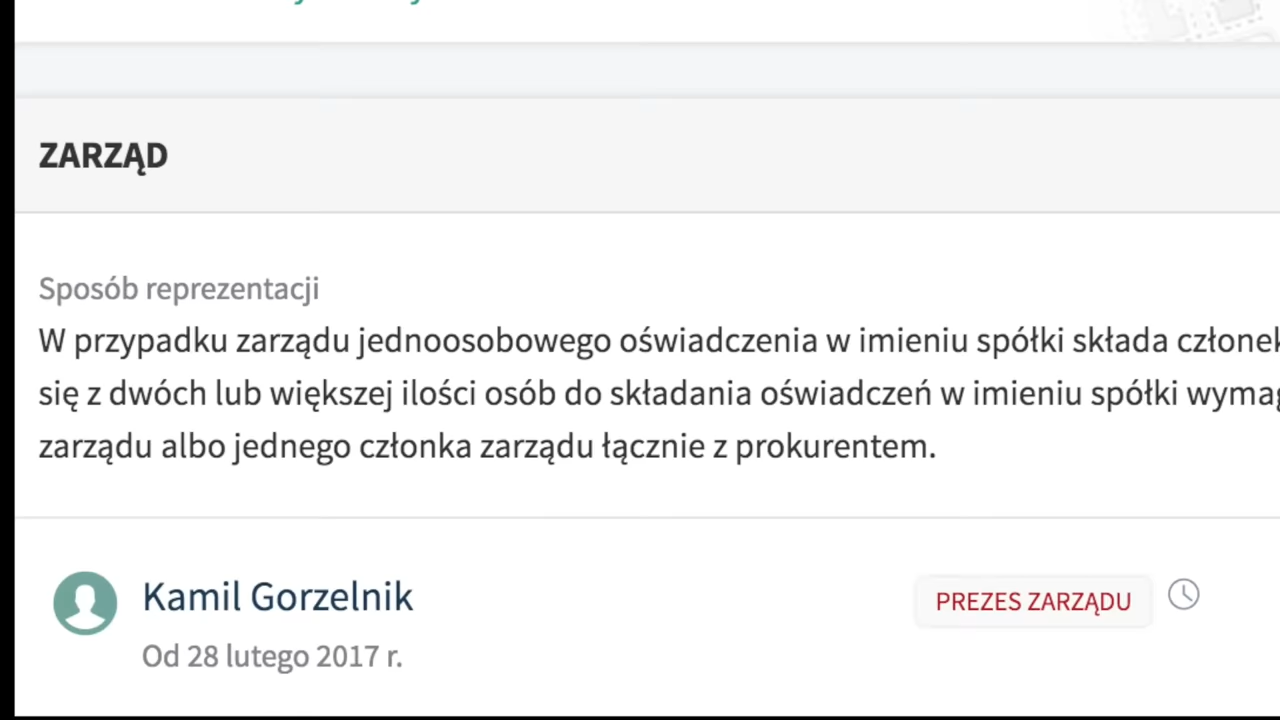 ZARZĄD
Sposób reprezentacji
W przypadku zarządu jednoosobowego oświadczenia w imieniu spółki składa
się z dwóch lub większej ilości osób do składania oświadczeń w imieniu spółki
zarządu albo jednego członka zarządu łącznie z prokurentem.
Kamil Gorzelnik
PREZES ZARZĄDU
Od 28 lutego 2017 r.